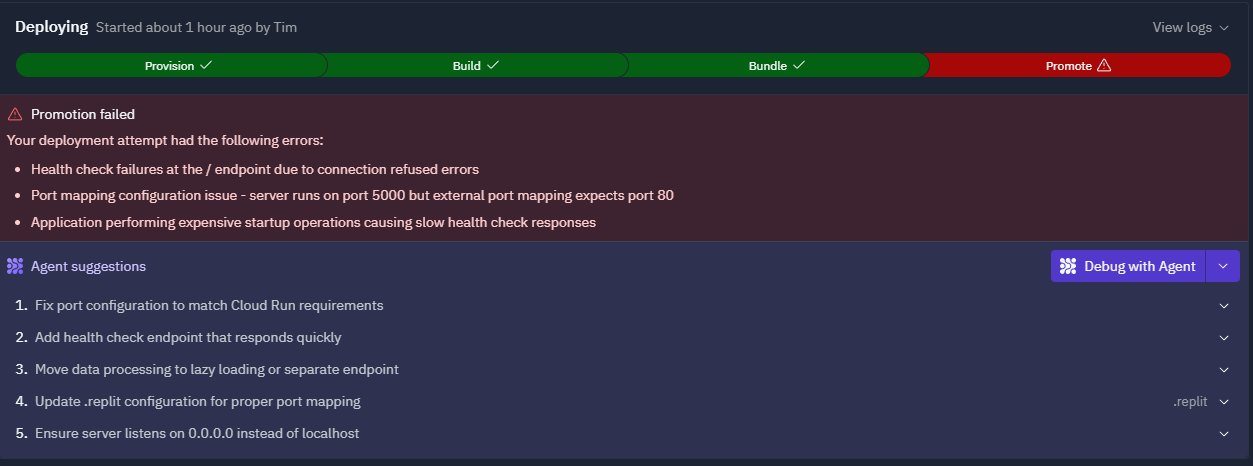 Deploying Started about 1 hour ago by Tim View logs
Provision Build Bundle Promote
Promotion failed
Your deployment attempt had the following errors:
• Health check failures at the / endpoint due to connection refused errors
• Port mapping configuration issue - server runs on port 5000 but external port mapping expects port 80
• Application performing expensive startup operations causing slow health check responses
Agent suggestions Debug with Agent
1. Fix port configuration to match Cloud Run requirements
2. Add health check endpoint that responds quickly
3. Move data processing to lazy loading or separate endpoint
4. Update .replit configuration for proper port mapping .replit
5. Ensure server listens on 0.0.0.0 instead of localhost